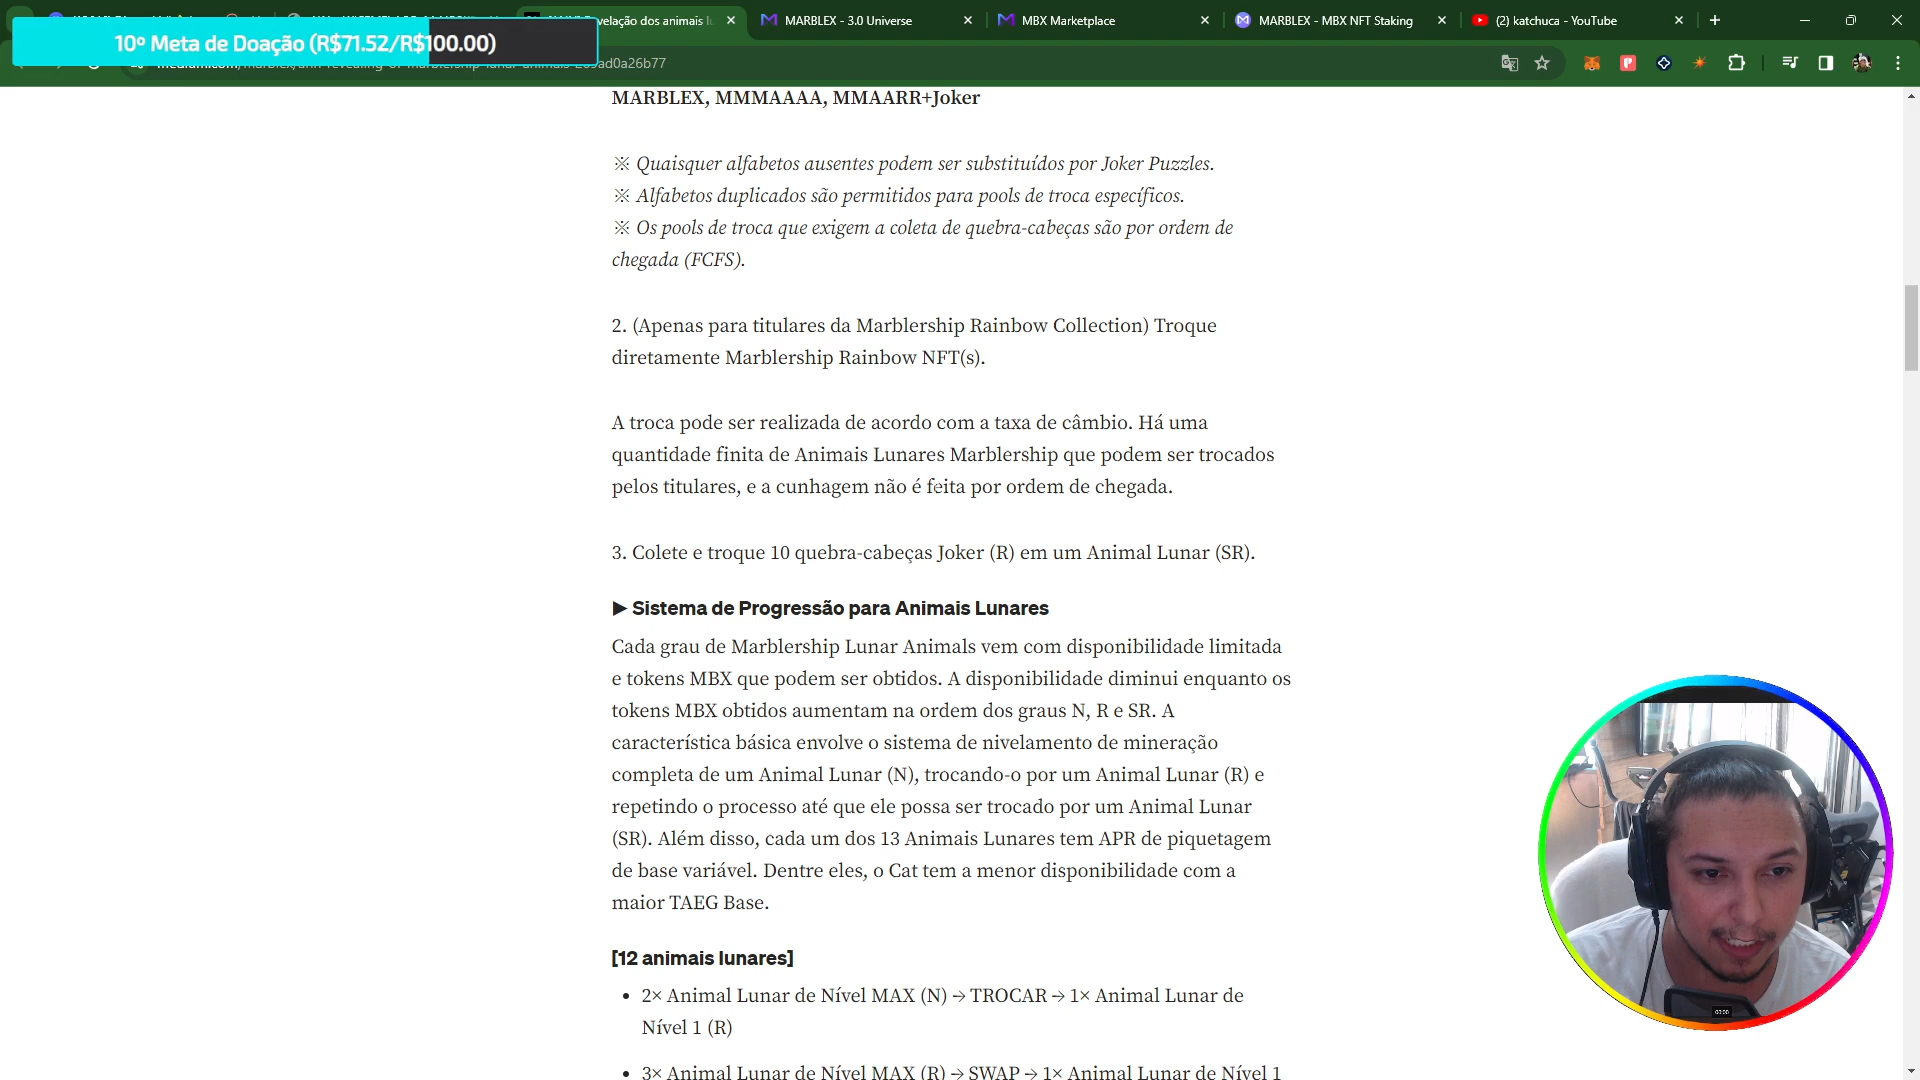 10º Meta de Doação (R$71.52/R$100.00)
velação dos animais l
MARBLEX - 3.0 Universe
MBX Marketplace
MARBLEX - MBX NFT Staking
(2) katchuca - YouTube
MARBLEX, MMMAAAA, MMAARR+Joker
※ Quaisquer alfabetos ausentes podem ser substituídos por Joker Puzzles.
※ Alfabetos duplicados são permitidos para pools de troca específicos.
※ Os pools de troca que exigem a coleta de quebra-cabeças são por ordem de
chegada (FCFS).
2. (Apenas para titulares da Marblership Rainbow Collection) Troque
diretamente Marblership Rainbow NFT(s).
A troca pode ser realizada de acordo com a taxa de câmbio. Há uma
quantidade finita de Animais Lunares Marblership que podem ser trocados
pelos titulares, e a cunhagem não é feita por ordem de chegada.
3. Colete e troque 10 quebra-cabeças Joker (R) em um Animal Lunar (SR).
▶ Sistema de Progressão para Animais Lunares
Cada grau de Marblership Lunar Animals vem com disponibilidade limitada
e tokens MBX que podem ser obtidos. A disponibilidade diminui enquanto os
tokens MBX obtidos aumentam na ordem dos graus N, R e SR. A
característica básica envolve o sistema de nivelamento de mineração
completa de um Animal Lunar (N), trocando-o por um Animal Lunar (R) e
repetindo o processo até que ele possa ser trocado por um Animal Lunar
(SR). Além disso, cada um dos 13 Animais Lunares tem APR de piquetagem
de base variável. Dentre eles, o Cat tem a menor disponibilidade com a
maior TAEG Base.
[12 animais lunares]
• 2× Animal Lunar de Nível MAX (N) → TROCAR → 1× Animal Lunar de
Nível 1 (R)
• 3× Animal Lunar de Nível MAX (R) → SWAP → 1× Animal Lunar de Nível 1
00:00